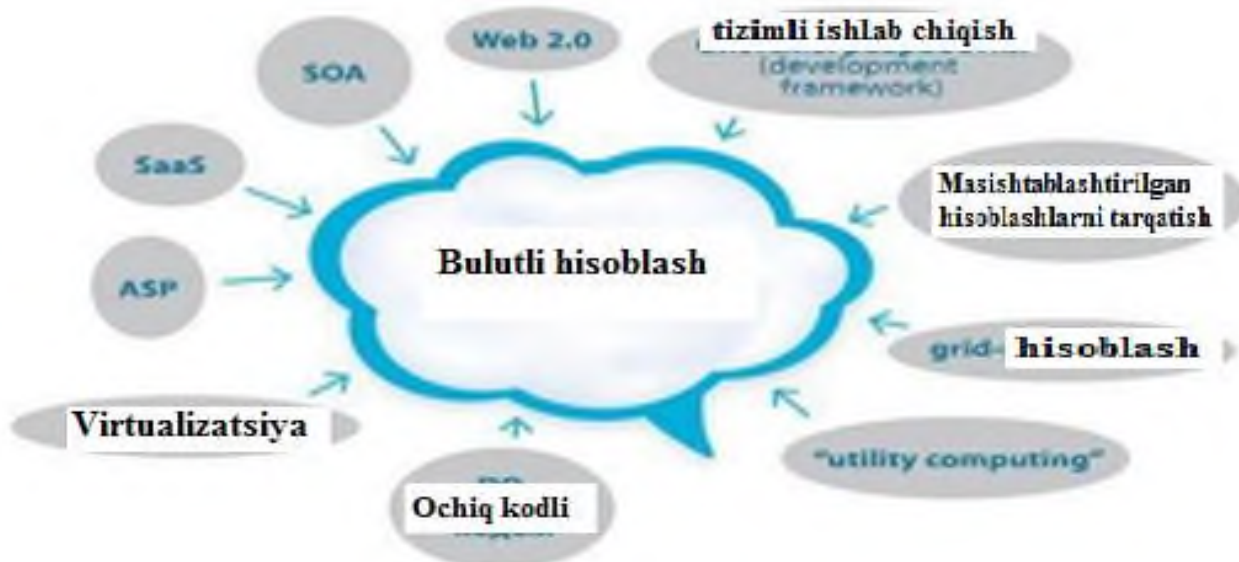 Web 2.0
tizimli ishlab chiqish
(development
framework)
SOA
SaaS
Masishtablashtirilgan
hisoblashlarni tarqatish
Bulutli hisoblash
ASP
grid- hisoblash
Virtualizatsiya
"utility computing"
Ochiq kodli